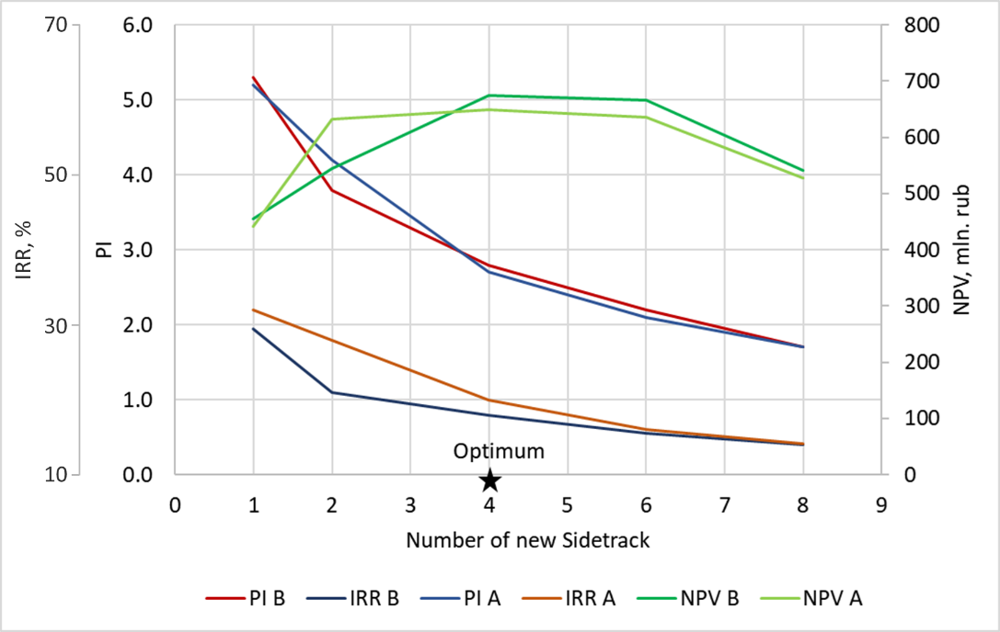 70
50
30
10
IRR, %
6.0
5.0
4.0
3.0
2.0
1.0
0.0
PI
800
700
600
500
400
300
200
100
0
NPV, mln. rub
Optimum
0 1 2 3 4 5 6 7 8 9
Number of new Sidetrack
PI B IRR B PI A IRR A NPV B NPV A